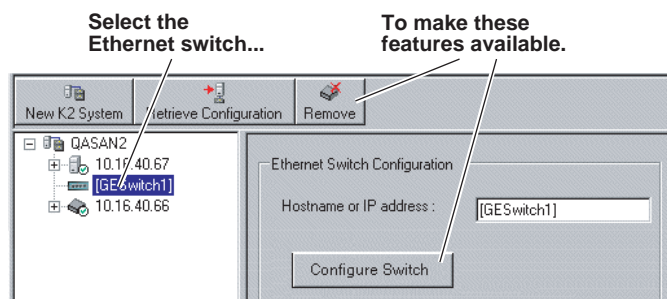 Select the
Ethernet switch...
To make these
features available.
New K2 System
Retrieve Configuration
Remove
QASAN2
10.16.40.67
[GESwitch1]
10.16.40.66
Ethernet Switch Configuration
Hostname or IP address :
[GESwitch1]
Configure Switch